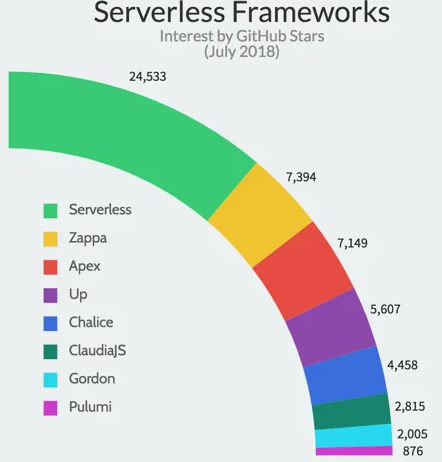 Serverless Frameworks
Interest by GitHub Stars
(July 2018)
24,533
7,394
7,149
5,607
4,458
2,815
2,005
876
Serverless
Zappa
Apex
Up
Chalice
ClaudiaJS
Gordon
Pulumi